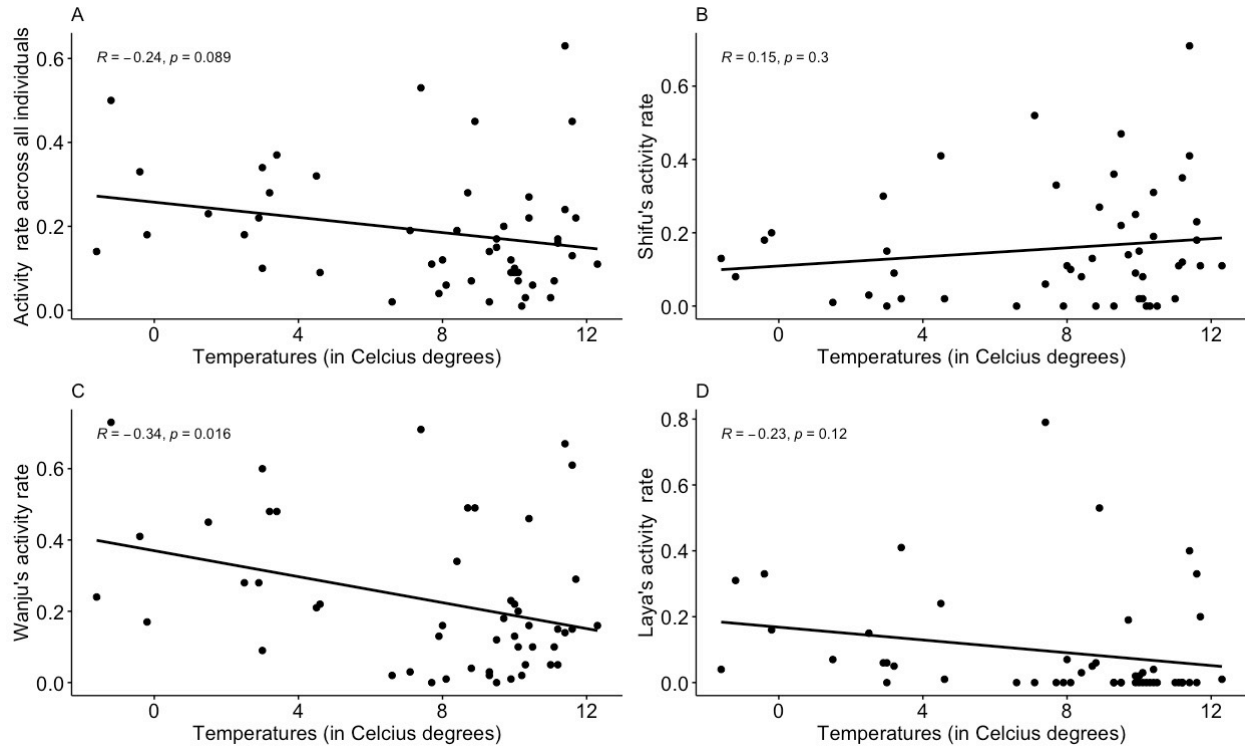 A
R = −0.24, p = 0.089
Activity rate across all individuals
0.6
0.4
0.2
0.0
0 4 8 12
Temperatures (in Celcius degrees)
B
R = 0.15, p = 0.3
Shifu's activity rate
0.6
0.4
0.2
0.0
0 4 8 12
Temperatures (in Celcius degrees)
C
R = −0.34, p = 0.016
Wanju's activity rate
0.6
0.4
0.2
0.0
0 4 8 12
Temperatures (in Celcius degrees)
D
R = −0.23, p = 0.12
Laya's activity rate
0.8
0.6
0.4
0.2
0.0
0 4 8 12
Temperatures (in Celcius degrees)